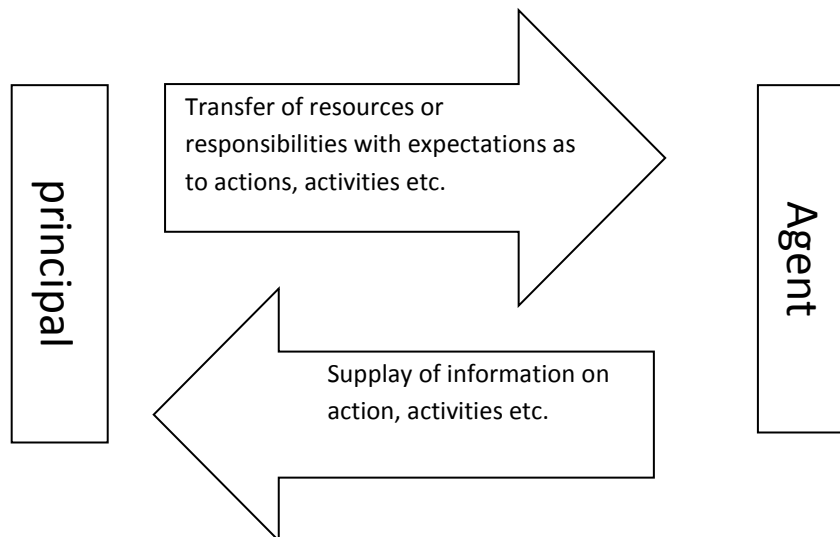 principal
Transfer of resources or
responsibilities with expectations as
to actions, activities etc.
Agent
Supplay of information on
action, activities etc.